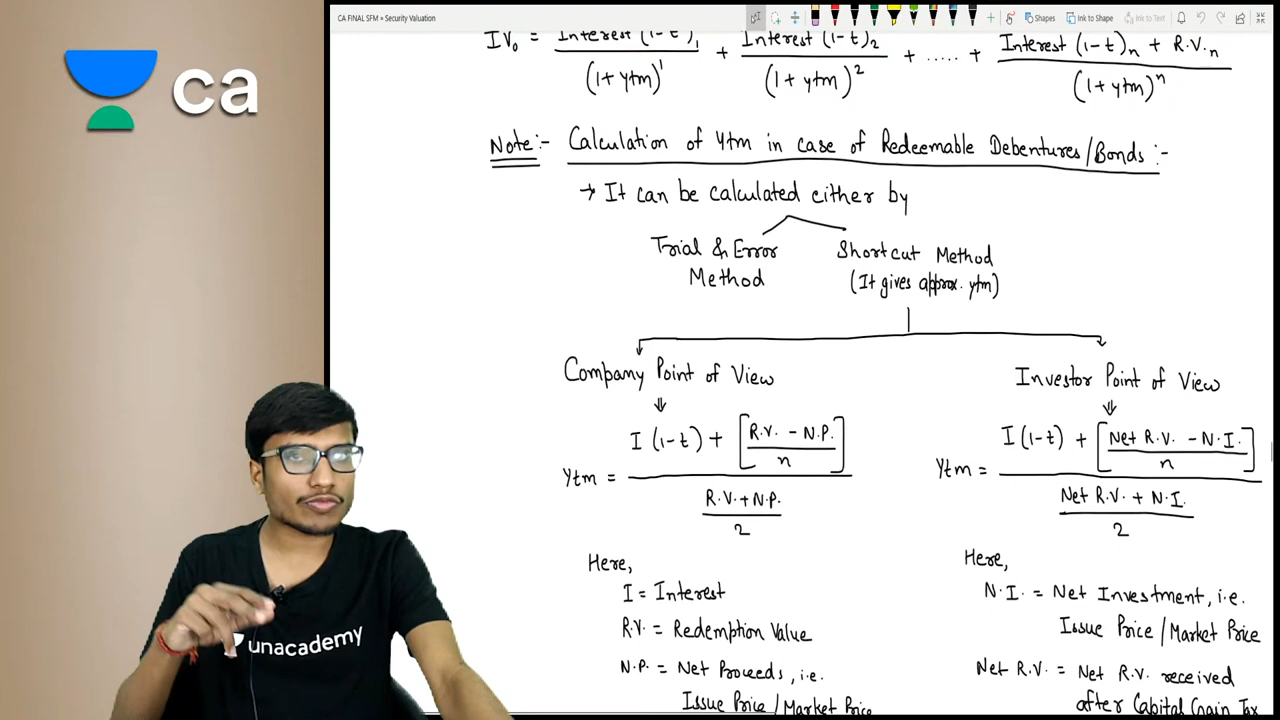 CA FINAL SFM » Security Valuation
Shapes
Ink to Shape
Ink to Text
ca
IV₀ = Interest (1-t)₁ / (1+ytm)¹ + Interest (1-t)₂ / (1+ytm)² + ..... + Interest (1-t)n + R.V.n / (1+ytm)ⁿ
Note:- Calculation of Ytm in case of Redeemable Debentures/Bonds :-
→ It can be calculated either by
Trial & Error Method
Shortcut Method
(It gives approx. ytm)
Company Point of View
Ytm = I (1-t) + [R.V. - N.P. / n] / R.V. + N.P. / 2
Here,
I = Interest
R.V. = Redemption Value
N.P. = Net Proceeds, i.e.
Issue Price / Market Price
Investor Point of View
Ytm = I (1-t) + [Net R.V. - N.I. / n] / Net R.V. + N.I. / 2
Here,
N.I. = Net Investment, i.e.
Issue Price / Market Price
Net R.V. = Net R.V. received
after Capital Gain Tax
unacademy